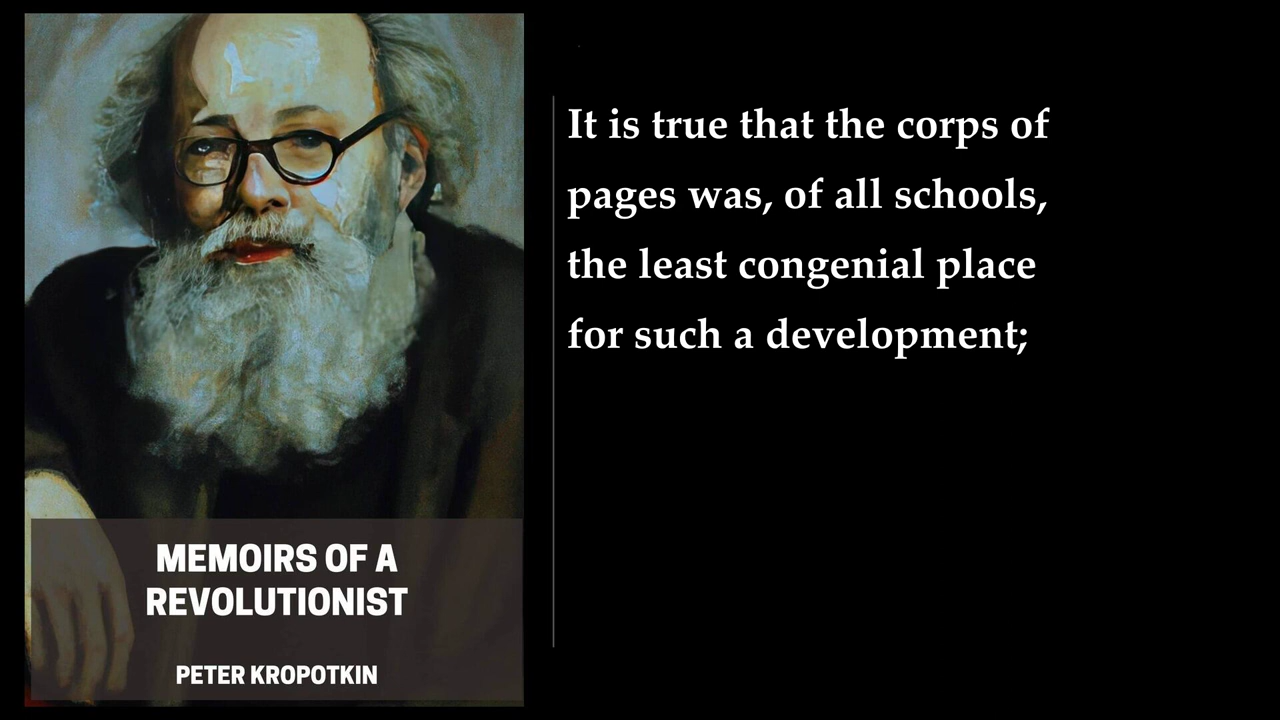 It is true that the corps of
pages was, of all schools,
the least congenial place
for such a development;
MEMOIRS OF A
REVOLUTIONIST
PETER KROPOTKIN